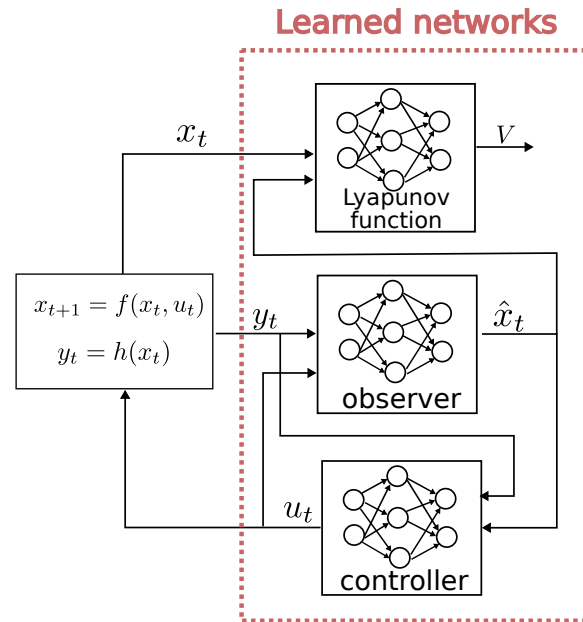 Learned networks
x_t
V
Lyapunov
function
x_{t+1} = f(x_t, u_t)
y_t = h(x_t)
y_t
x̂_t
observer
u_t
controller